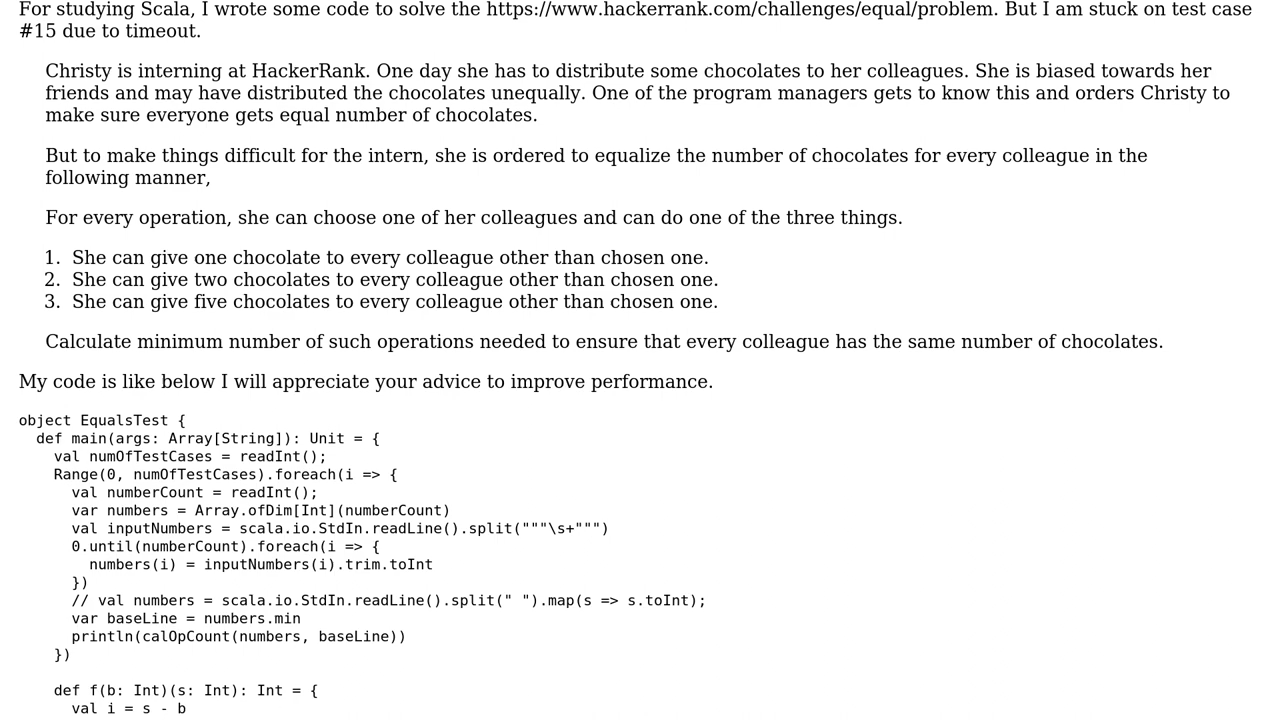 For studying Scala, I wrote some code to solve the https://www.hackerrank.com/challenges/equal/problem. But I am stuck on test case
#15 due to timeout.
Christy is interning at HackerRank. One day she has to distribute some chocolates to her colleagues. She is biased towards her
friends and may have distributed the chocolates unequally. One of the program managers gets to know this and orders Christy to
make sure everyone gets equal number of chocolates.
But to make things difficult for the intern, she is ordered to equalize the number of chocolates for every colleague in the
following manner,
For every operation, she can choose one of her colleagues and can do one of the three things.
1. She can give one chocolate to every colleague other than chosen one.
2. She can give two chocolates to every colleague other than chosen one.
3. She can give five chocolates to every colleague other than chosen one.
Calculate minimum number of such operations needed to ensure that every colleague has the same number of chocolates.
My code is like below I will appreciate your advice to improve performance.
object EqualsTest {
  def main(args: Array[String]): Unit = {
    val numOfTestCases = readInt();
    Range(0, numOfTestCases).foreach(i => {
      val numberCount = readInt();
      var numbers = Array.ofDim[Int](numberCount)
      val inputNumbers = scala.io.StdIn.readLine().split("""\s+""")
      0.until(numberCount).foreach(i => {
        numbers(i) = inputNumbers(i).trim.toInt
      })
      // val numbers = scala.io.StdIn.readLine().split(" ").map(s => s.toInt);
      var baseLine = numbers.min
      println(calOpCount(numbers, baseLine))
    })
    def f(b: Int)(s: Int): Int = {
      val i = s - b